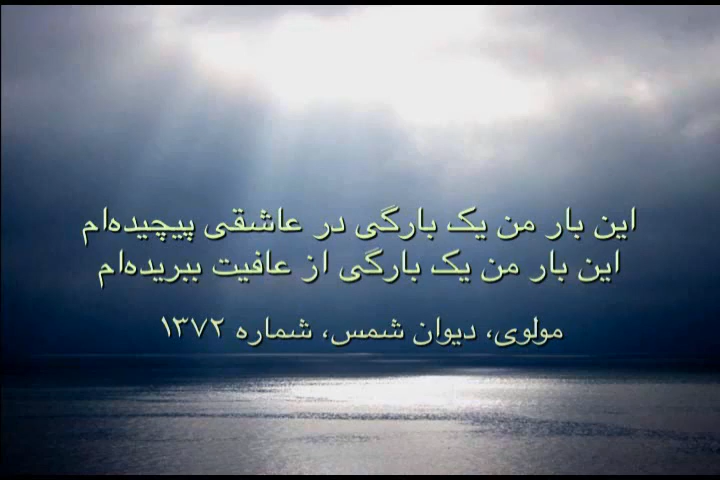 این بار من یک بارگی در عاشقی پیچیده‌ام
این بار من یک بارگی از عافیت ببریده‌ام
مولوی، دیوان شمس، شماره ۱۳۷۲